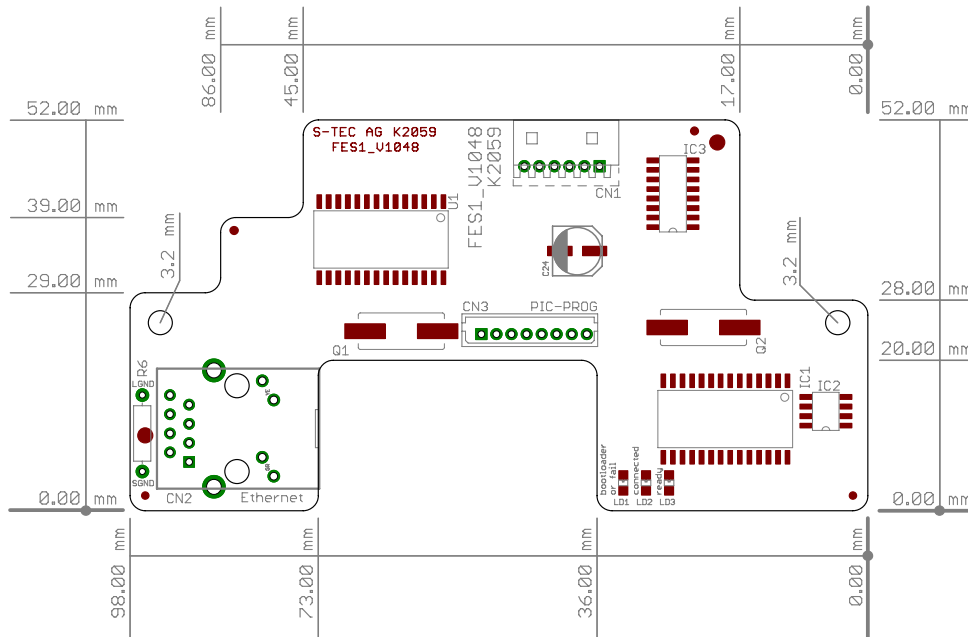 86.00 mm
45.00 mm
17.00 mm
0.00 mm
52.00 mm
52.00 mm
S-TEC AG K2059
FES1_V1048
FES1_V1048
K2059
CN1
IC3
U1
39.00 mm
3.2 mm
3.2 mm
C24
29.00 mm
28.00 mm
CN3
PIC-PROG
Q1
Q2
20.00 mm
R6
LGND
IC1
IC2
SGND
CN2
Ethernet
bootloader
or fail
connected
ready
LD1
LD2
LD3
0.00 mm
0.00 mm
98.00 mm
73.00 mm
36.00 mm
0.00 mm